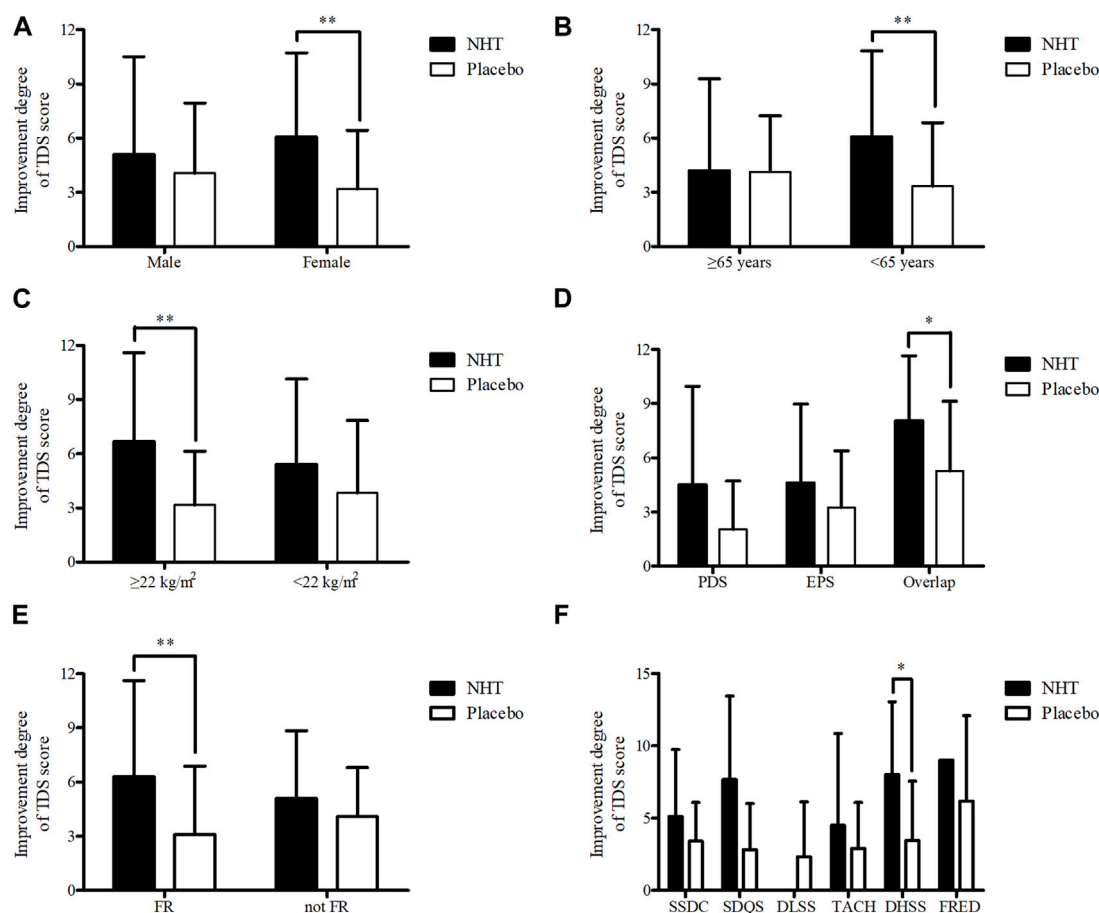 A
Improvement degree
of TDS score
12
9
6
3
0
**
NHT
Placebo
Male
Female
B
Improvement degree
of TDS score
12
9
6
3
0
**
NHT
Placebo
≥65 years
<65 years
C
Improvement degree
of TDS score
12
9
6
3
0
**
NHT
Placebo
≥22 kg/m²
<22 kg/m²
D
Improvement degree
of TDS score
12
9
6
3
0
*
NHT
Placebo
PDS
EPS
Overlap
E
Improvement degree
of TDS score
12
9
6
3
0
**
NHT
Placebo
FR
not FR
F
Improvement degree
of TDS score
15
10
5
0
*
NHT
Placebo
SSDC
SDQS
DLSS
TACH
DHSS
FRED